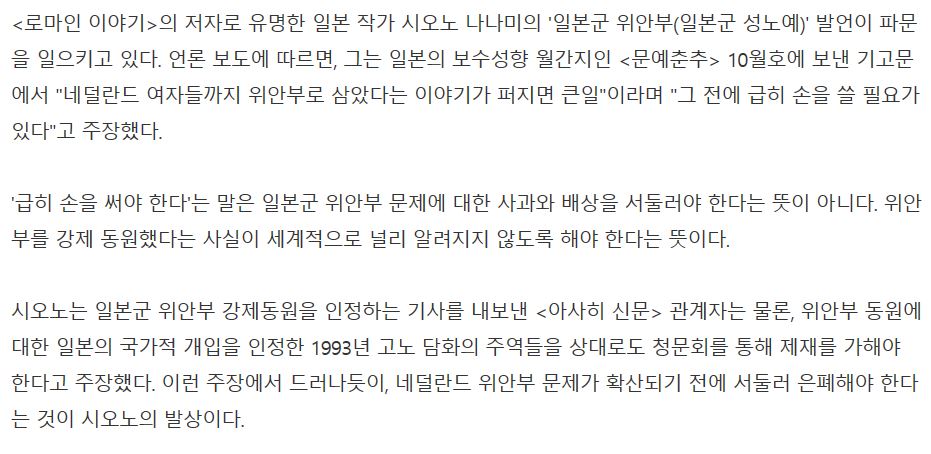 <로마인 이야기>의 저자로 유명한 일본 작가 시오노 나나미의 '일본군 위안부(일본군 성노예)' 발언이 파문
을 일으키고 있다. 언론 보도에 따르면, 그는 일본의 보수성향 월간지인 <문예춘추> 10월호에 보낸 기고문
에서 "네덜란드 여자들까지 위안부로 삼았다는 이야기가 퍼지면 큰일"이라며 "그 전에 급히 손을 쓸 필요가
있다"고 주장했다.
'급히 손을 써야 한다'는 말은 일본군 위안부 문제에 대한 사과와 배상을 서둘러야 한다는 뜻이 아니다. 위안
부를 강제 동원했다는 사실이 세계적으로 널리 알려지지 않도록 해야 한다는 뜻이다.
시오노는 일본군 위안부 강제동원을 인정하는 기사를 내보낸 <아사히 신문> 관계자는 물론, 위안부 동원에
대한 일본의 국가적 개입을 인정한 1993년 고노 담화의 주역들을 상대로도 청문회를 통해 제재를 가해야
한다고 주장했다. 이런 주장에서 드러나듯이, 네덜란드 위안부 문제가 확산되기 전에 서둘러 은폐해야 한다
는 것이 시오노의 발상이다.